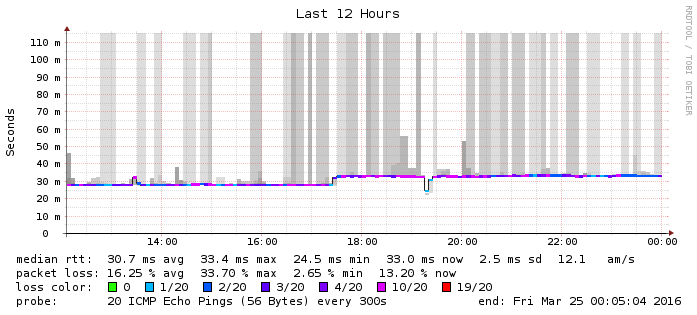 Last 12 Hours
RRDTOOL / TOBI OETIKER
Seconds
110 m
100 m
90 m
80 m
70 m
60 m
50 m
40 m
30 m
20 m
10 m
0
14:00 16:00 18:00 20:00 22:00 00:00
median rtt: 30.7 ms avg 33.4 ms max 24.5 ms min 33.0 ms now 2.5 ms sd 12.1 am/s
packet loss: 16.25 % avg 33.70 % max 2.65 % min 13.20 % now
loss color: 0 1/20 2/20 3/20 4/20 10/20 19/20
probe: 20 ICMP Echo Pings (56 Bytes) every 300s end: Fri Mar 25 00:05:04 2016